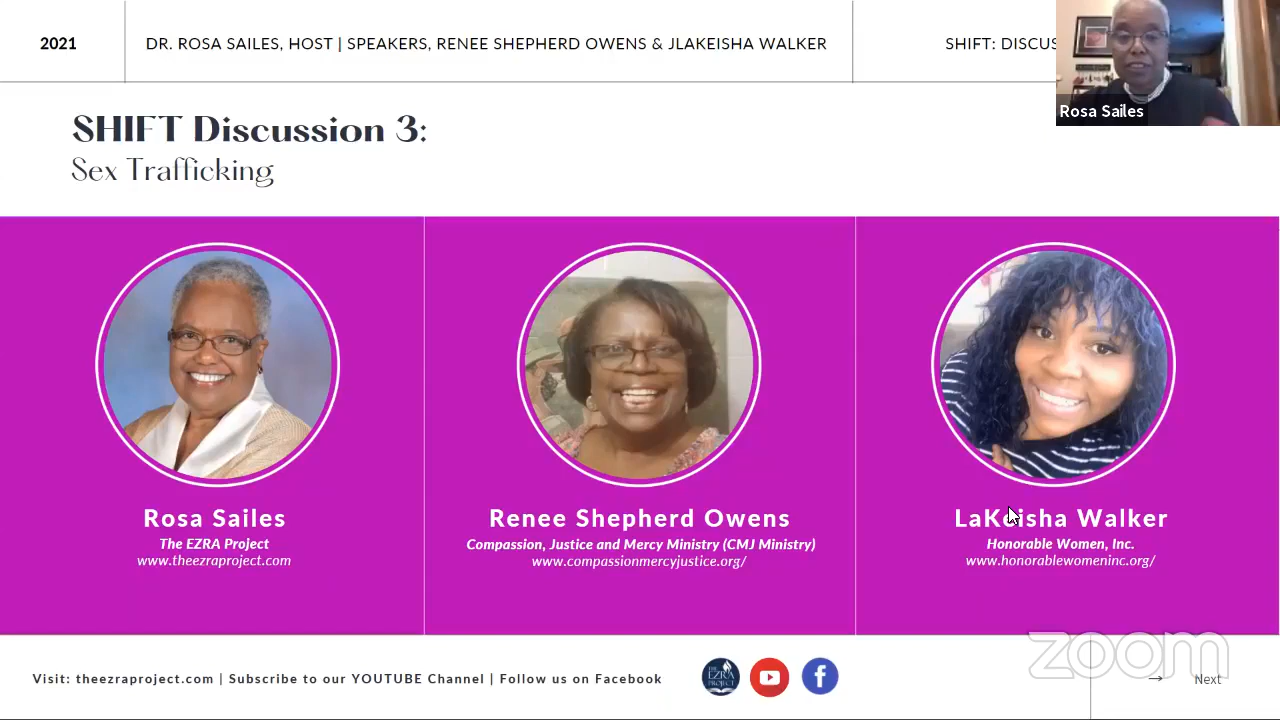 2021
DR. ROSA SAILES, HOST | SPEAKERS, RENEE SHEPHERD OWENS & JLAKEISHA WALKER
SHIFT: DISCUS
Rosa Sailes
SHIFT Discussion 3:
Sex Trafficking
Rosa Sailes
The EZRA Project
www.theezraproject.com
Renee Shepherd Owens
Compassion, Justice and Mercy Ministry (CMJ Ministry)
www.compassionmercyjustice.org/
LaKeisha Walker
Honorable Women, Inc.
www.honorablewomeninc.org/
Visit: theezraproject.com | Subscribe to our YOUTUBE Channel | Follow us on Facebook
THE
EZRA
PROJECT
zoom
→ Next